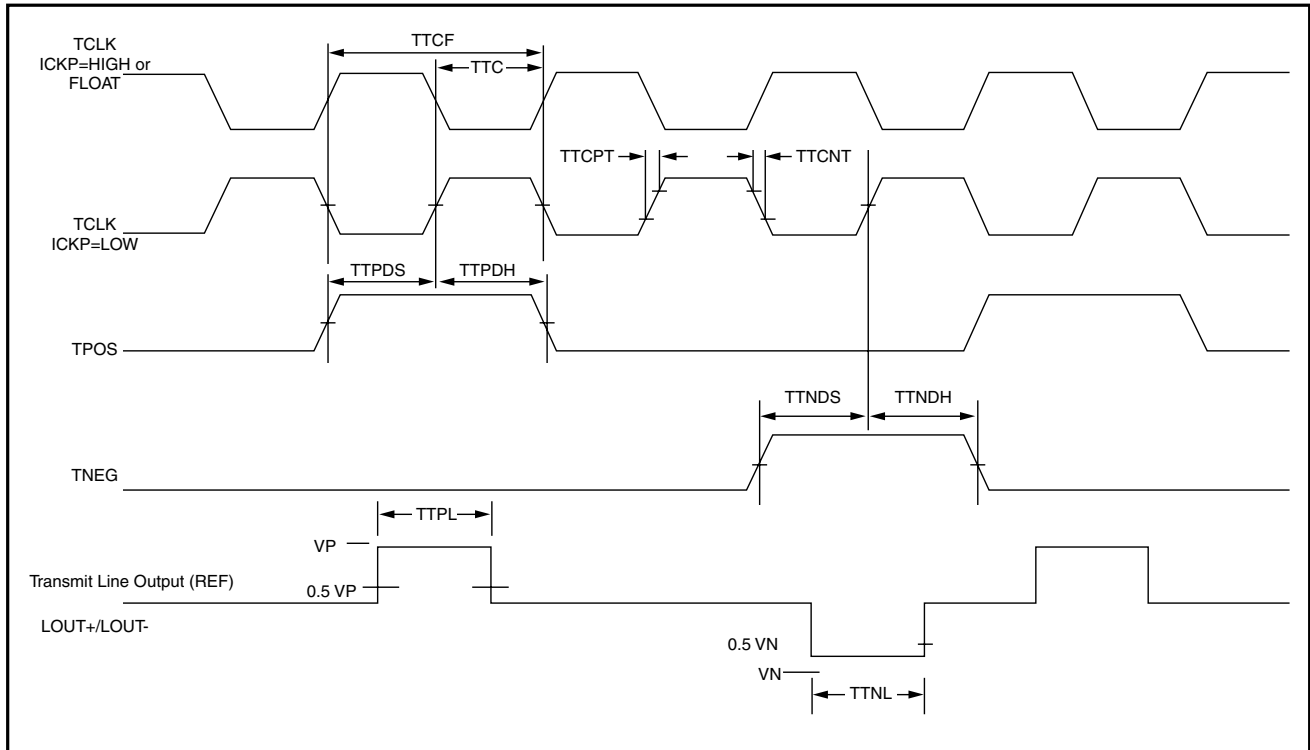 TCLK
ICKP=HIGH or
FLOAT
TTCF
TTC
TTCPT
TTCNT
TCLK
ICKP=LOW
TTPDS
TTPDH
TPOS
TTNDS
TTNDH
TNEG
TTPL
VP
Transmit Line Output (REF)
0.5 VP
LOUT+/LOUT-
0.5 VN
VN
TTNL